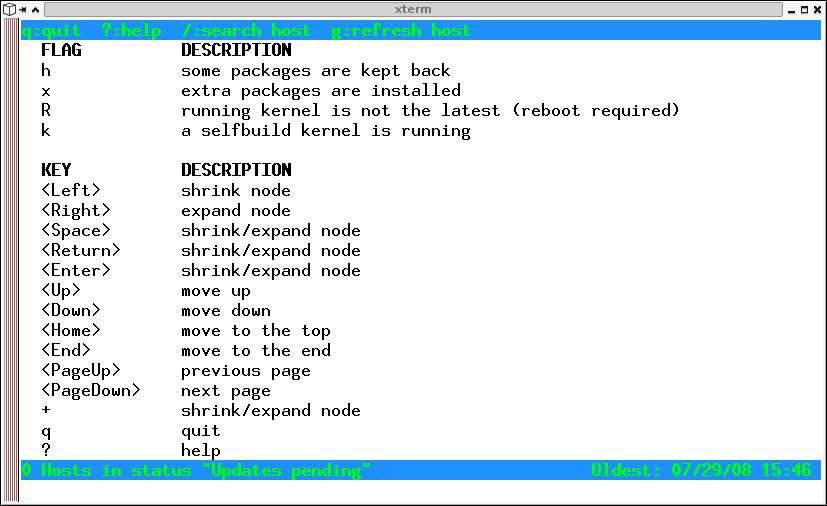 xterm
q:quit  ?:help  /:search host  g:refresh host
FLAG          DESCRIPTION
h             some packages are kept back
x             extra packages are installed
R             running kernel is not the latest (reboot required)
k             a selfbuild kernel is running
KEY           DESCRIPTION
<Left>        shrink node
<Right>       expand node
<Space>       shrink/expand node
<Return>      shrink/expand node
<Enter>       shrink/expand node
<Up>          move up
<Down>        move down
<Home>        move to the top
<End>         move to the end
<PageUp>      previous page
<PageDown>    next page
+             shrink/expand node
q             quit
?             help
0 Hosts in status "Updates pending"                      Oldest: 07/29/08 15:46